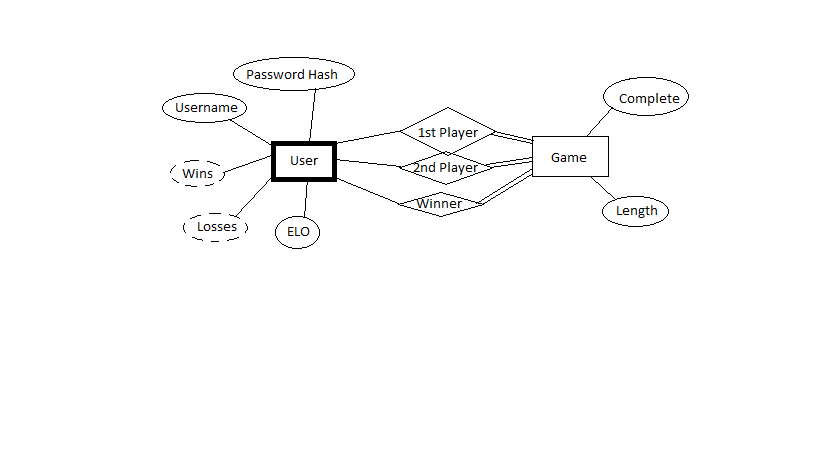 Password Hash
Username
Complete
1st Player
User
Game
2nd Player
Wins
Winner
Length
Losses
ELO